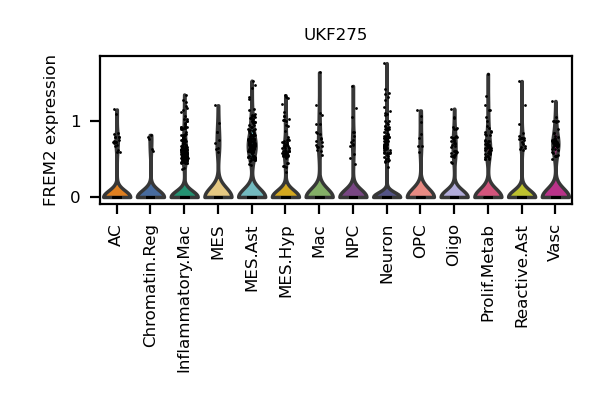 UKF275
FREM2 expression
1
0
AC
Chromatin.Reg
Inflammatory.Mac
MES
MES.Ast
MES.Hyp
Mac
NPC
Neuron
OPC
Oligo
Prolif.Metab
Reactive.Ast
Vasc